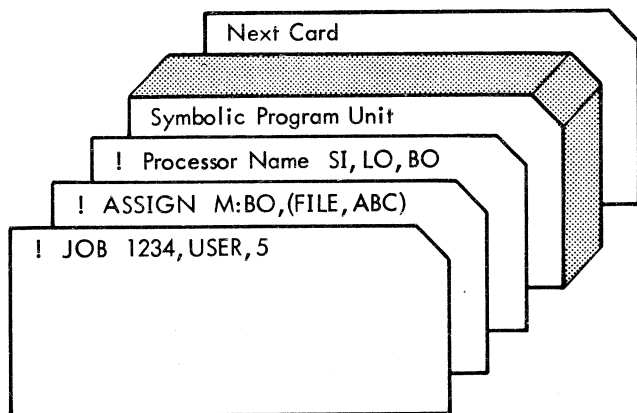 Next Card
Symbolic Program Unit
! Processor Name SI, LO, BO
! ASSIGN M:BO,(FILE, ABC)
! JOB 1234, USER, 5